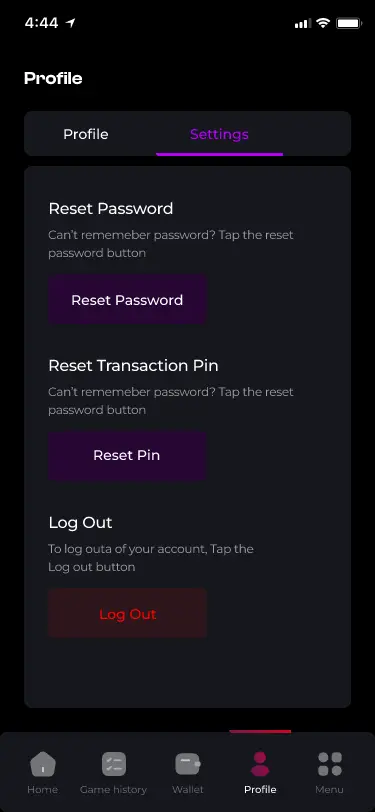 4:44
Profile
Profile Settings
Reset Password
Can't rememeber password? Tap the reset
password button
Reset Password
Reset Transaction Pin
Can't rememeber password? Tap the reset
password button
Reset Pin
Log Out
To log outa of your account, Tap the
Log out button
Log Out
Home Game history Wallet Profile Menu